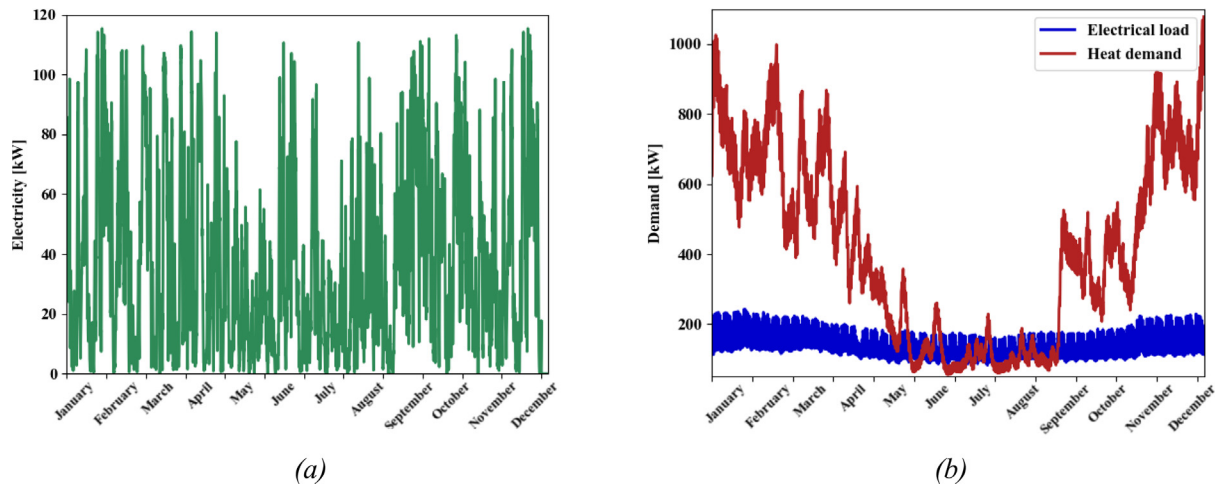 120
100
80
60
40
20
0
Electricity [kW]
January
February
March
April
May
June
July
August
September
October
November
December
(a)
Electrical load
Heat demand
1000
800
600
400
200
Demand [kW]
January
February
March
April
May
June
July
August
September
October
November
December
(b)